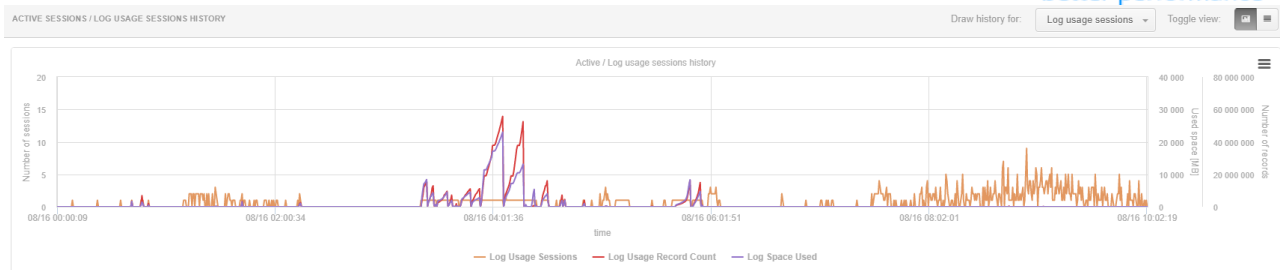 ACTIVE SESSIONS / LOG USAGE SESSIONS HISTORY
Draw history for: Log usage sessions Toggle view:
Active / Log usage sessions history
20 40 000 80 000 000
15 30 000 60 000 000
10 20 000 40 000 000
5 10 000 20 000 000
0 0 0
Number of sessions
Used space [MB]
Number of records
08/16 00:00:09 08/16 02:00:34 08/16 04:01:36 08/16 06:01:51 08/16 08:02:01 08/16 10:02:19
time
Log Usage Sessions Log Usage Record Count Log Space Used